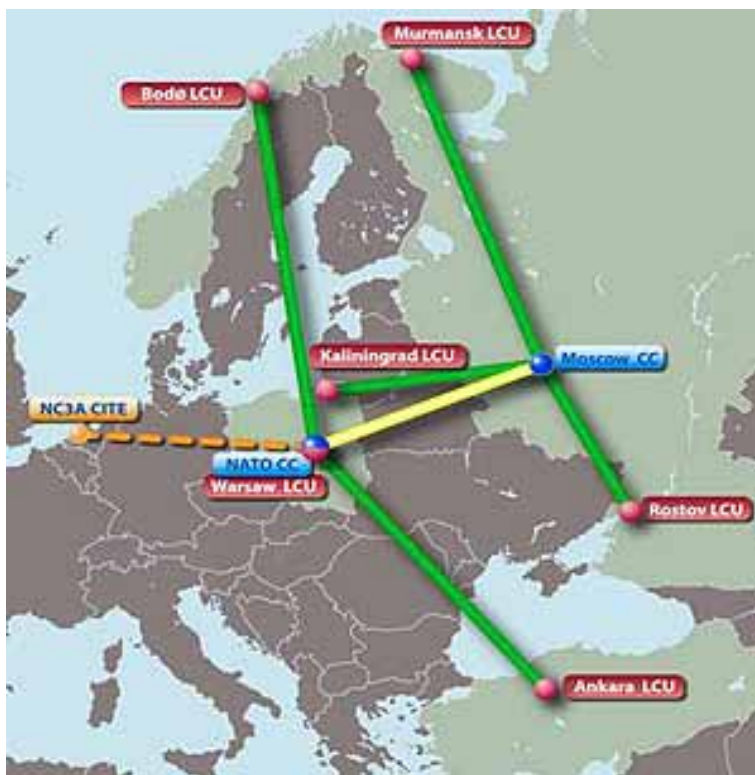 Murmansk LCU
Bodø LCU
Kaliningrad LCU
Moscow CC
NC3A CITE
NATO CC
Warsaw LCU
Rostov LCU
Ankara LCU